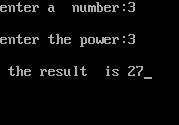 enter a  number:3
enter the power:3
the result  is 27_